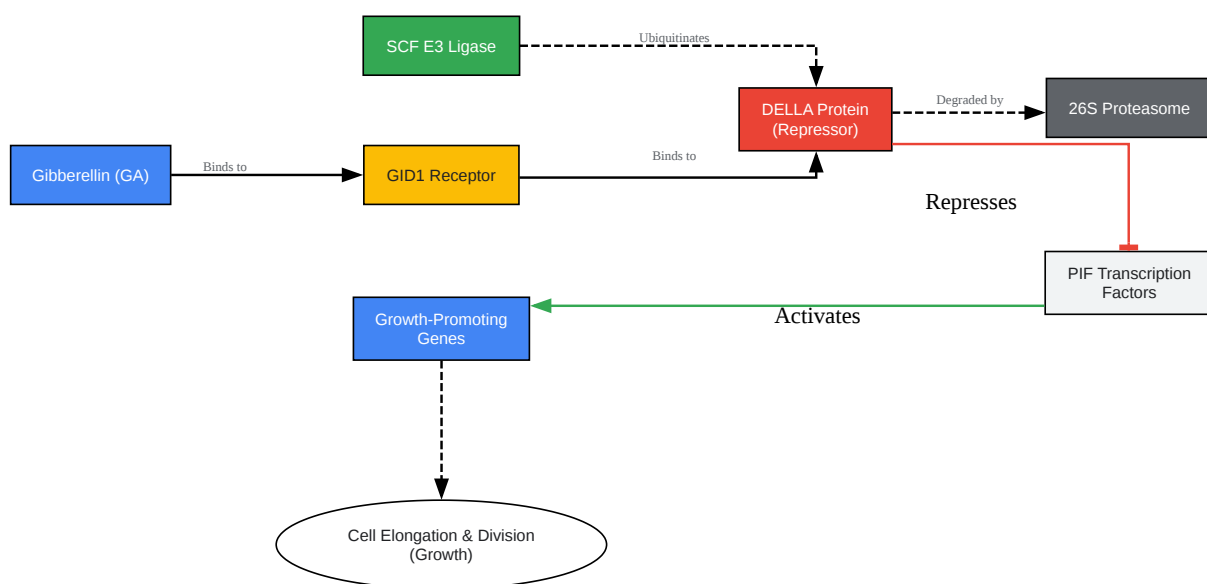 SCF E3 Ligase
Ubiquitinates
DELLA Protein
(Repressor)
Degraded by
26S Proteasome
Gibberellin (GA)
Binds to
GID1 Receptor
Binds to
Represses
PIF Transcription
Factors
Activates
Growth-Promoting
Genes
Cell Elongation & Division
(Growth)